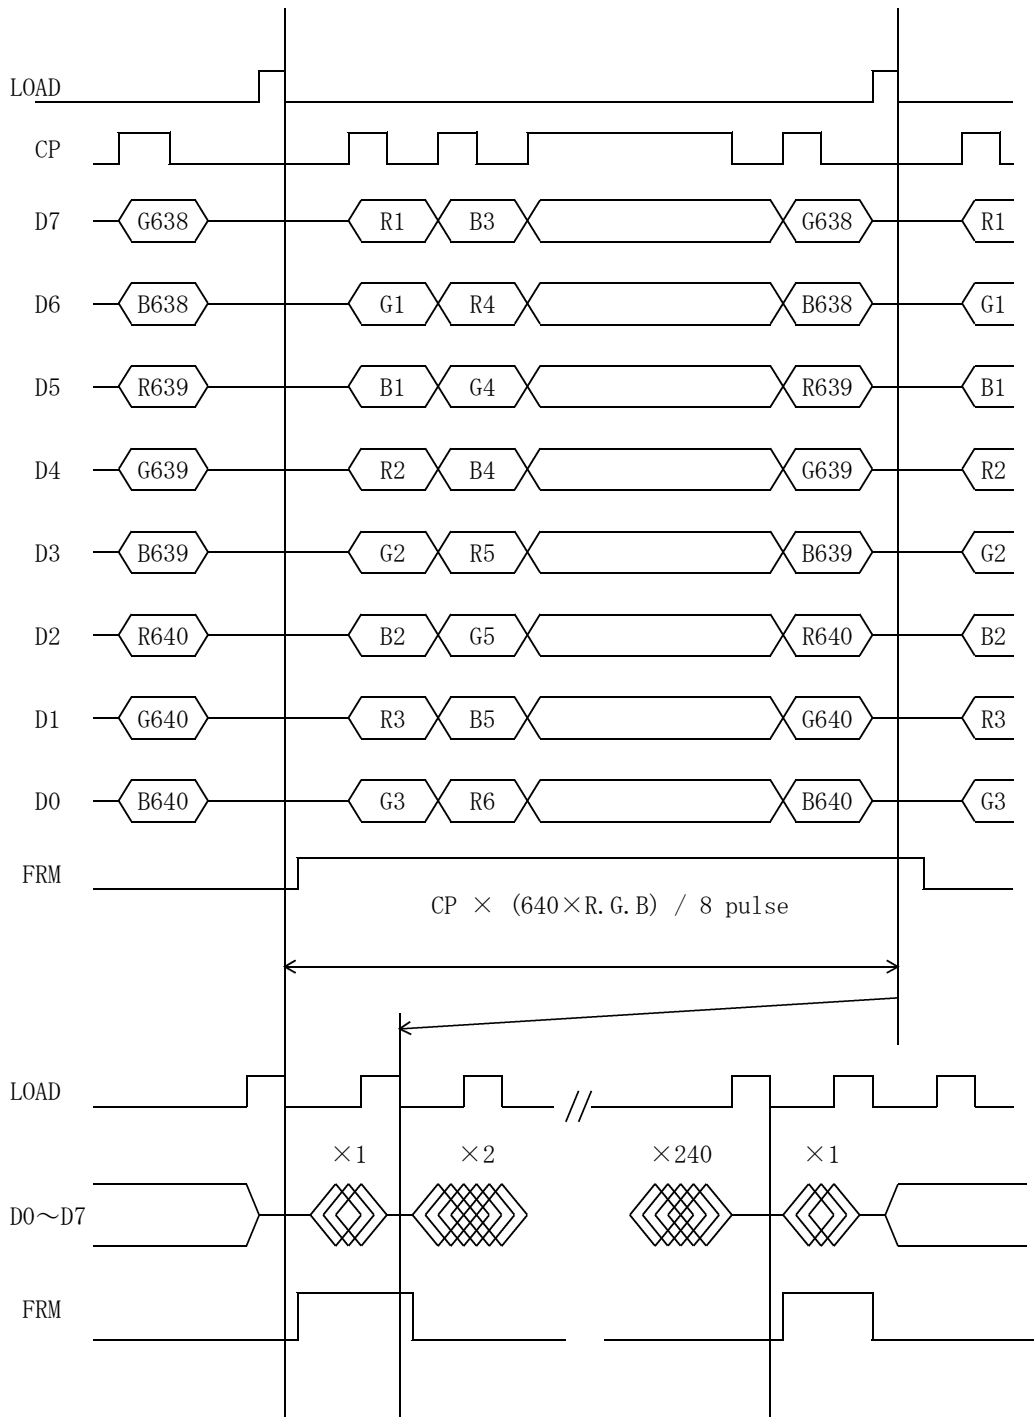 LOAD
CP
D7 G638 R1 B3 G638 R1
D6 B638 G1 R4 B638 G1
D5 R639 B1 G4 R639 B1
D4 G639 R2 B4 G639 R2
D3 B639 G2 R5 B639 G2
D2 R640 B2 G5 R640 B2
D1 G640 R3 B5 G640 R3
D0 B640 G3 R6 B640 G3
FRM
CP × (640×R.G.B) / 8 pulse
LOAD
×1 ×2 ×240 ×1
D0～D7
FRM